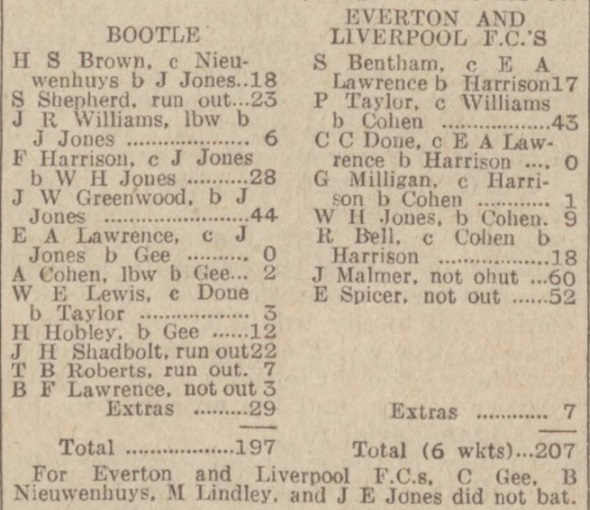 BOOTLE
H S Brown, c Nieu-
wenhuys b J Jones..18
S Shepherd, run out...23
J R Williams, lbw b
J Jones .................. 6
F Harrison, c J Jones
b W H Jones ..........28
J W Greenwood, b J
Jones .....................44
E A Lawrence, c J
Jones b Gee ......... 0
A Cohen, lbw b Gee... 2
W E Lewis, c Done
b Taylor ................. 3
H Hobley, b Gee ......12
J H Shadbolt, run out22
T B Roberts, run out. 7
B F Lawrence, not out 3
Extras .........29
Total .................197
EVERTON AND
LIVERPOOL F.C.'S
S Bentham, c E A
Lawrence b Harrison17
P Taylor, c Williams
b Cohen .................43
C C Done, c E A Law-
rence b Harrison .... 0
G Milligan, c Harri-
son b Cohen ........... 1
W H Jones, b Cohen. 9
R Bell, c Cohen b
Harrison .................18
J Malmer, not ohut ...60
E Spicer, not out ......52
Extras ............ 7
Total (6 wkts)...207
For Everton and Liverpool F.C.s, C Gee, B
Nieuwenhuys, M Lindley, and J E Jones did not bat.